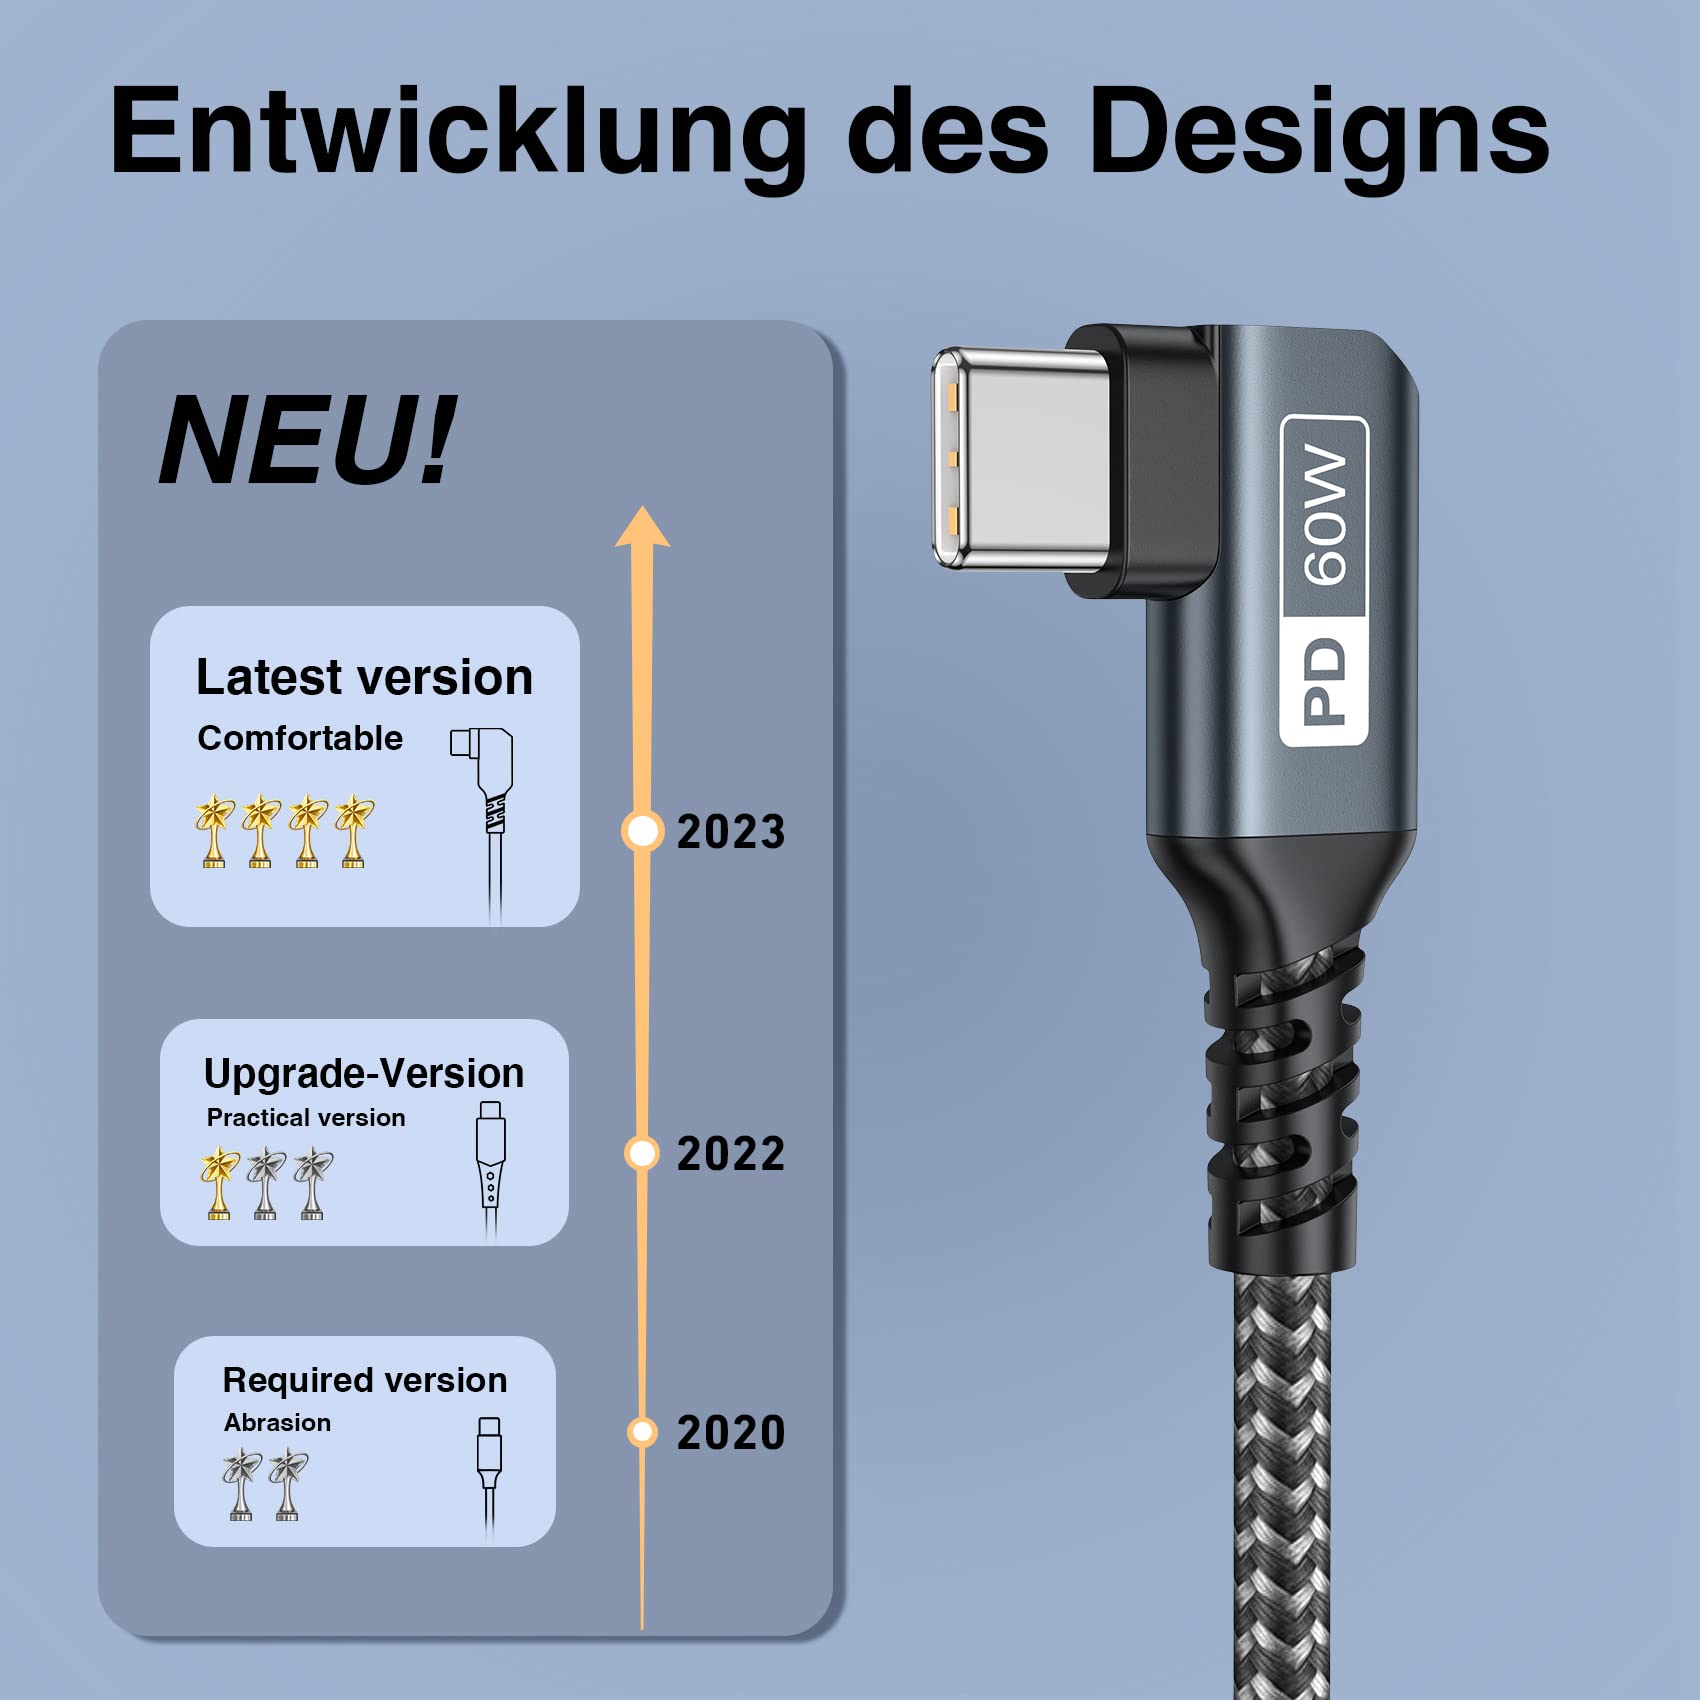 Entwicklung des Designs
NEU!
Latest version
Comfortable
2023
Upgrade-Version
Practical version
2022
Required version
Abrasion
2020
PD 60W